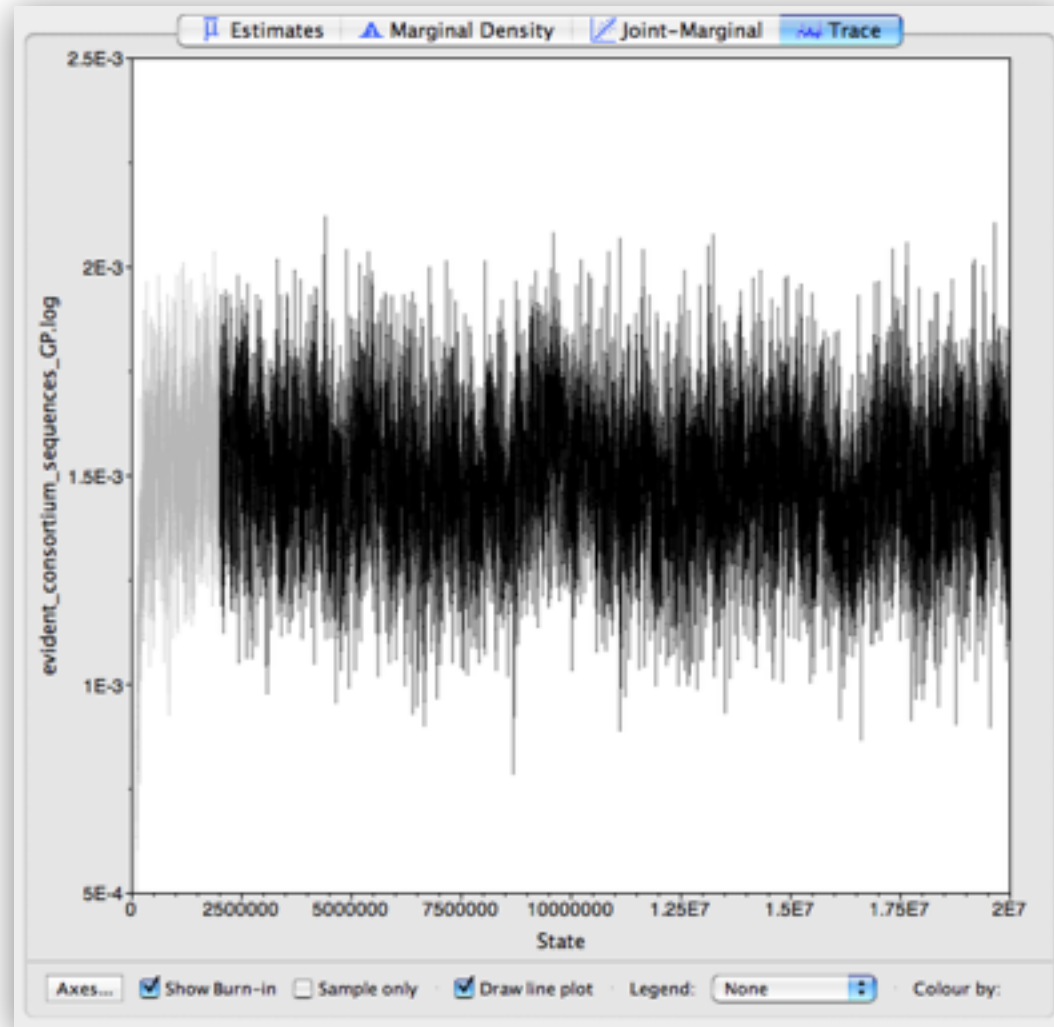 Estimates Marginal Density Joint-Marginal Trace
2.5E-3
2E-3
1.5E-3
1E-3
5E-4
evident_consortium_sequences_GP.log
0 2500000 5000000 7500000 10000000 1.25E7 1.5E7 1.75E7 2E7
State
Axes... Show Burn-in Sample only Draw line plot Legend: None Colour by: